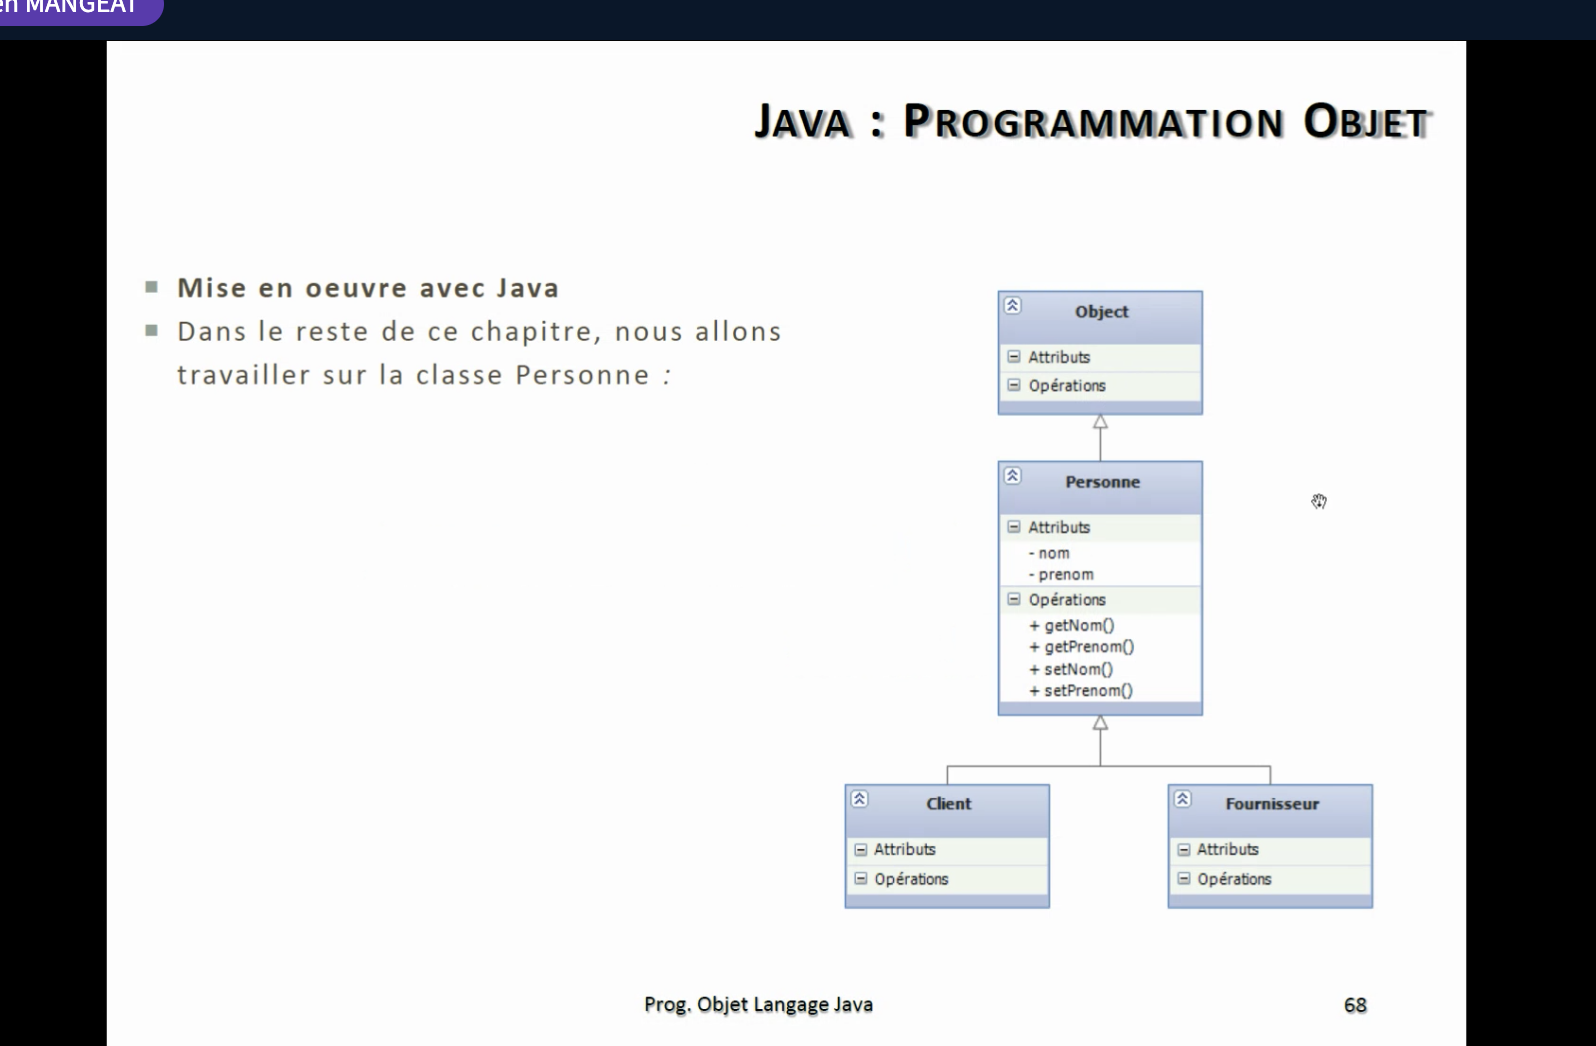 MANGEAT
JAVA : PROGRAMMATION OBJET
Mise en oeuvre avec Java
Dans le reste de ce chapitre, nous allons
travailler sur la classe Personne :
Object
Attributs
Opérations
Personne
Attributs
- nom
- prenom
Opérations
+ getNom()
+ getPrenom()
+ setNom()
+ setPrenom()
Client
Attributs
Opérations
Fournisseur
Attributs
Opérations
Prog. Objet Langage Java
68